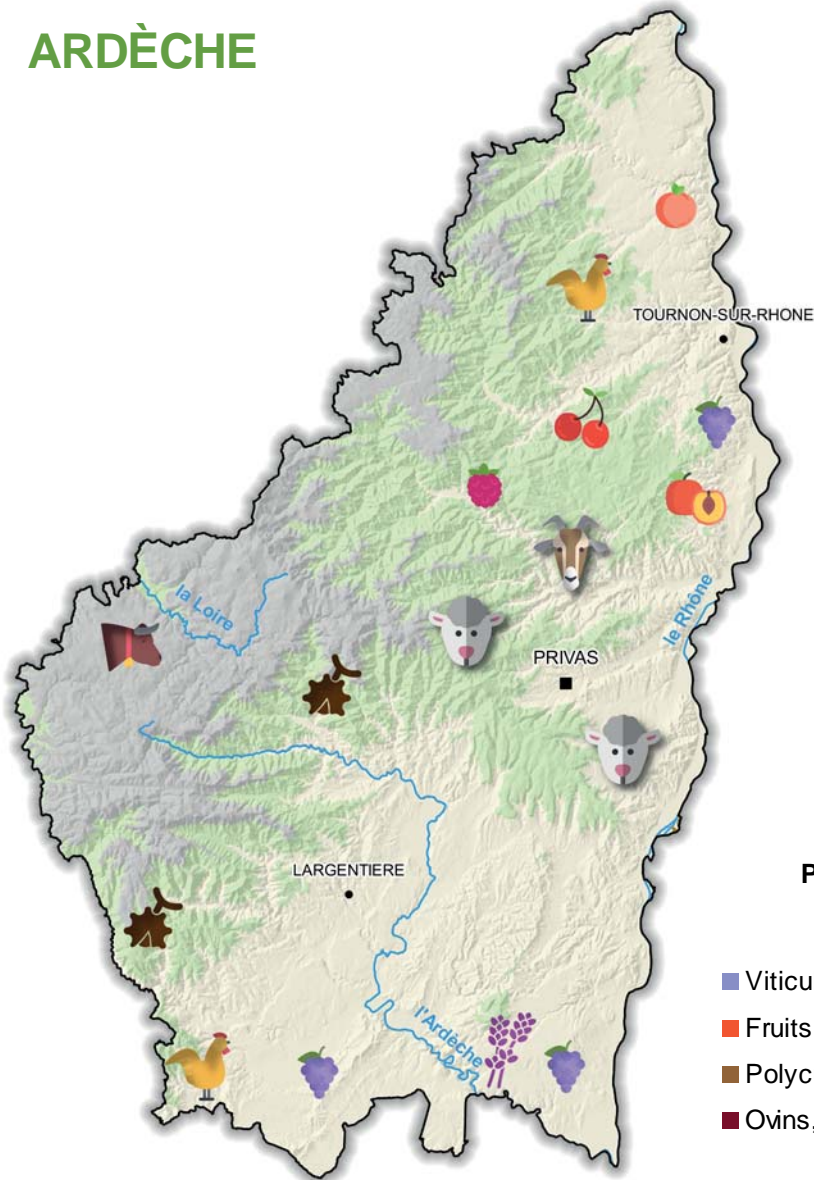 ARDÈCHE
TOURNON-SUR-RHONE
la Loire
le Rhône
PRIVAS
LARGENTIERE
P
Viticu
Fruits
l'Ardèche
Polyc
Ovins,